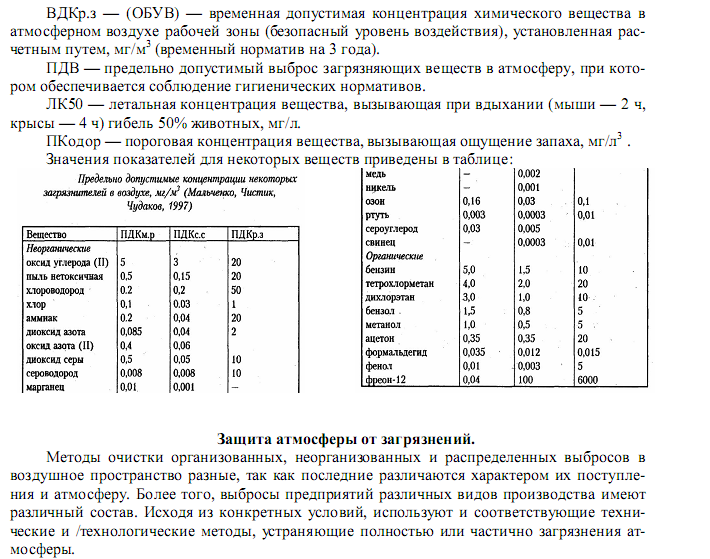 ВДКр.з — (ОБУВ) — временная допустимая концентрация химического вещества в
атмосферном воздухе рабочей зоны (безопасный уровень воздействия), установленная рас-
четным путем, мг/м³ (временный норматив на 3 года).
ПДВ — предельно допустимый выброс загрязняющих веществ в атмосферу, при кото-
ром обеспечивается соблюдение гигиенических нормативов.
ЛК50 — летальная концентрация вещества, вызывающая при вдыхании (мыши — 2 ч,
крысы — 4 ч) гибель 50% животных, мг/л.
ПКодор — пороговая концентрация вещества, вызывающая ощущение запаха, мг/л³ .
Значения показателей для некоторых веществ приведены в таблице:
Предельно допустимые концентрации некоторых
загрязнителей в воздухе, мг/м³ (Мальченко, Чистик,
Чудаков, 1997)
Вещество ПДКм.р ПДКс.с ПДКр.з
Неорганические
оксид углерода (II) 5 3 20
пыль нетоксичная 0,5 0,15 20
хлороводород 0.2 0,2 50
хлор 0,1 0.03 1
аммиак 0.2 0,04 20
диоксид азота 0,085 0,04 2
оксид азота (II) 0,4 0,06
диоксид серы 0,5 0,05 10
сероводород 0,008 0,008 10
марганец 0,01 0,001 –
медь – 0,002
никель – 0,001
озон 0,16 0.03 0,1
ртуть 0,003 0,0003 0,01
сероуглерод 0,03 0,005
свинец – 0,0003 0,01
Органические
бензин 5,0 1.5 10
тетрохлорметан 4,0 2,0 20
дихлорэтан 3,0 1,0 10
бензол 1,5 0,8 5
метанол 1,0 0,5 5
ацетон 0,35 0,35 20
формальдегид 0,035 0,012 0,015
фенол 0,01 0,003 5
фреон-12 0,04 100 6000
Защита атмосферы от загрязнений.
Методы очистки организованных, неорганизованных и распределенных выбросов в
воздушное пространство разные, так как последние различаются характером их поступле-
ния и атмосферу. Более того, выбросы предприятий различных видов производства имеют
различный состав. Исходя из конкретных условий, используют и соответствующие техни-
ческие и /технологические методы, устраняющие полностью или частично загрязнения ат-
мосферы.